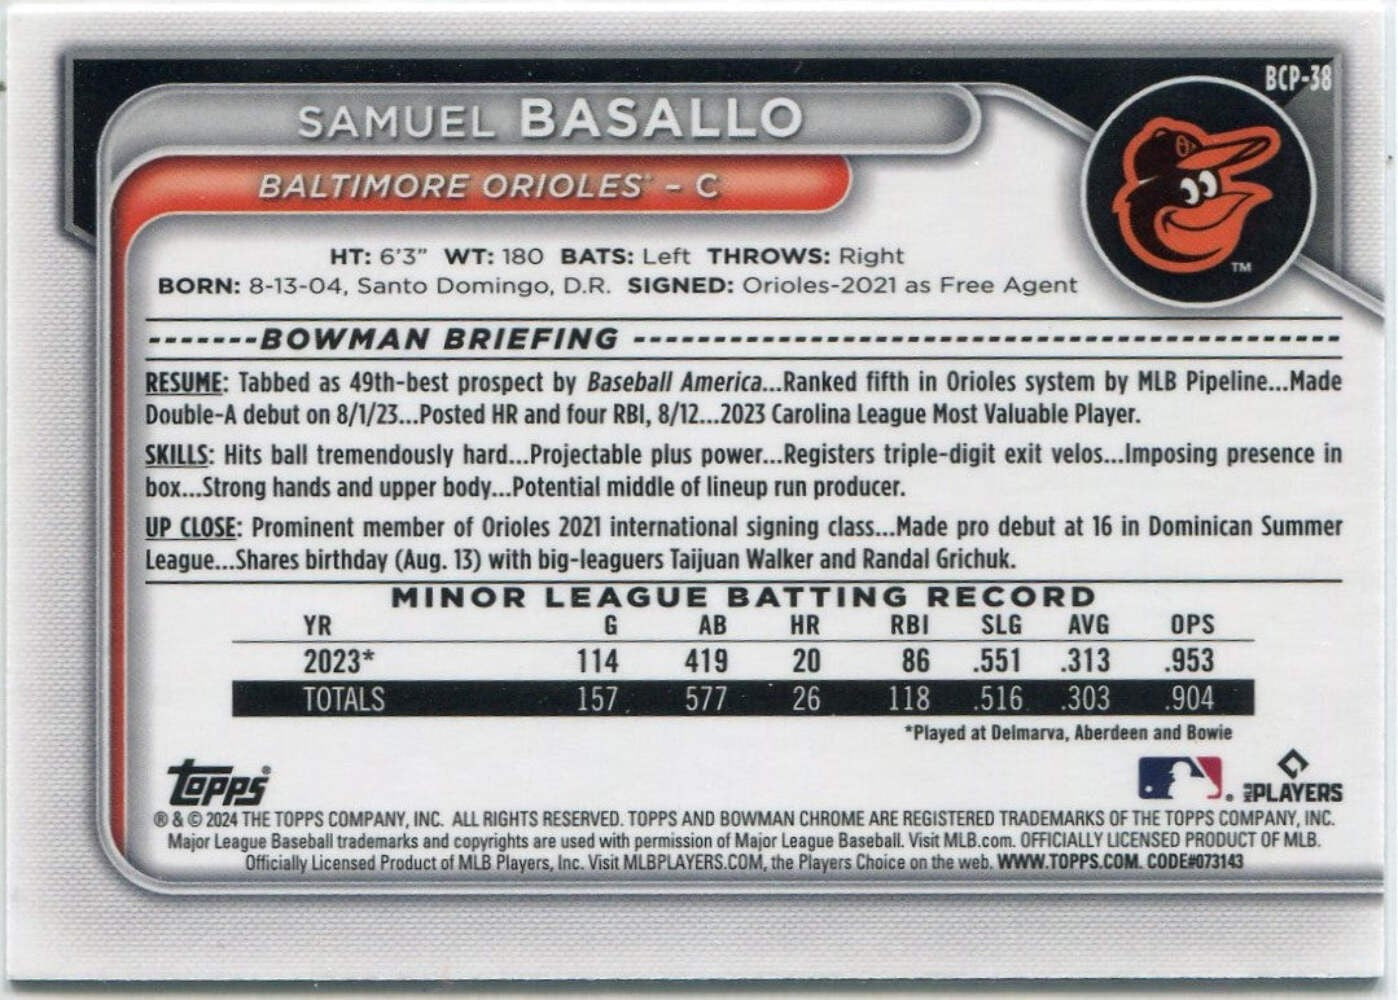 BCP-38
SAMUEL BASALLO
BALTIMORE ORIOLES - C
TM
HT: 6'3" WT: 180 BATS: Left THROWS: Right
BORN: 8-13-04, Santo Domingo, D.R. SIGNED: Orioles-2021 as Free Agent
BOWMAN BRIEFING
RESUME: Tabbed as 49th-best prospect by Baseball America...Ranked fifth in Orioles system by MLB Pipeline...Made
Double-A debut on 8/1/23...Posted HR and four RBI, 8/12...2023 Carolina League Most Valuable Player.
SKILLS: Hits ball tremendously hard...Projectable plus power...Registers triple-digit exit velos...Imposing presence in
box...Strong hands and upper body...Potential middle of lineup run producer.
UP CLOSE: Prominent member of Orioles 2021 international signing class...Made pro debut at 16 in Dominican Summer
League...Shares birthday (Aug. 13) with big-leaguers Taijuan Walker and Randal Grichuk.
MINOR LEAGUE BATTING RECORD
YR G AB HR RBI SLG AVG OPS
2023* 114 419 20 86 .551 .313 .953
TOTALS 157 577 26 118 .516 .303 .904
*Played at Delmarva, Aberdeen and Bowie
Topps®
MLB PLAYERS
® & © 2024 THE TOPPS COMPANY, INC. ALL RIGHTS RESERVED. TOPPS AND BOWMAN CHROME ARE REGISTERED TRADEMARKS OF THE TOPPS COMPANY, INC.
Major League Baseball trademarks and copyrights are used with permission of Major League Baseball. Visit MLB.com. OFFICIALLY LICENSED PRODUCT OF MLB.
Officially Licensed Product of MLB Players, Inc. Visit MLBPLAYERS.COM, the Players Choice on the web. WWW.TOPPS.COM. CODE#073143